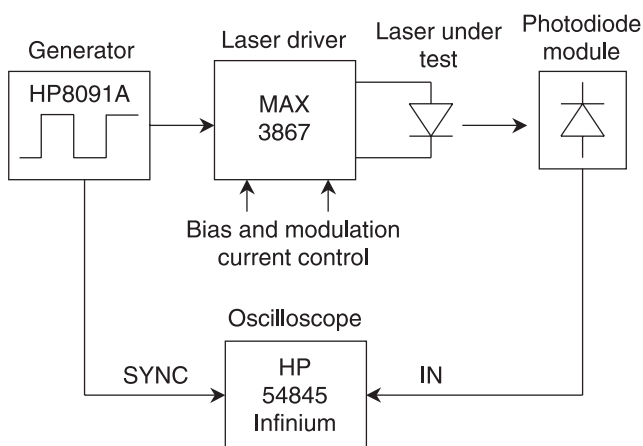 Generator
HP8091A
Laser driver
MAX
3867
Laser under
test
Photodiode
module
Bias and modulation
current control
Oscilloscope
SYNC
HP
54845
Infinium
IN